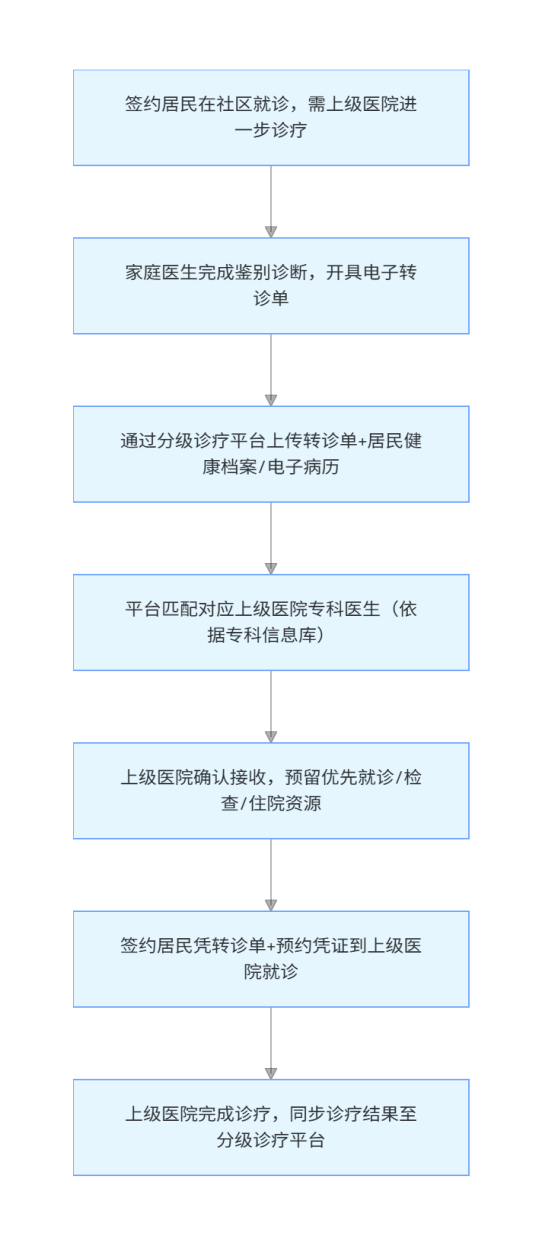 签约居民在社区就诊，需上级医院进
一步诊疗
家庭医生完成鉴别诊断，开具电子转
诊单
通过分级诊疗平台上传转诊单+居民健
康档案/电子病历
平台匹配对应上级医院专科医生（依
据专科信息库）
上级医院确认接收，预留优先就诊/检
查/住院资源
签约居民凭转诊单+预约凭证到上级医
院就诊
上级医院完成诊疗，同步诊疗结果至
分级诊疗平台